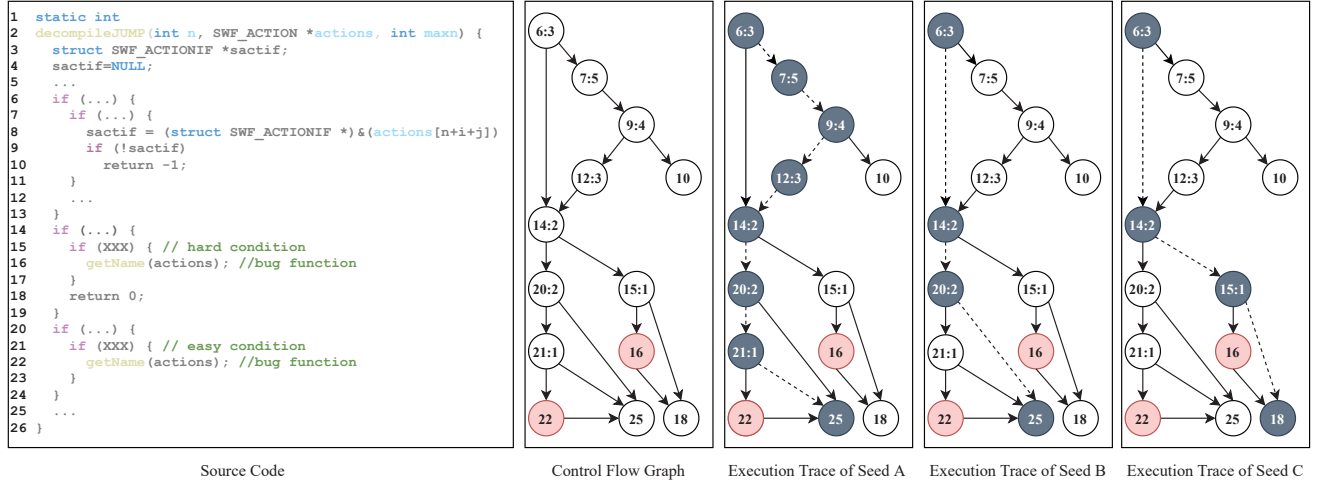 1 static int
2 decompileJUMP(int n, SWF_ACTION *actions, int maxn) {
3 struct SWF_ACTIONIF *sactif;
4 sactif=NULL;
5 ...
6 if (...) {
7 if (...) {
8 sactif = (struct SWF_ACTIONIF *)&(actions[n+i+j])
9 if (!sactif)
10 return -1;
11 }
12 ...
13 }
14 if (...) {
15 if (XXX) { // hard condition
16 getName(actions); //bug function
17 }
18 return 0;
19 }
20 if (...) {
21 if (XXX) { // easy condition
22 getName(actions); //bug function
23 }
24 }
25 ...
26 }
Source Code
6:3
7:5
9:4
12:3
10
14:2
20:2
15:1
21:1
16
22
25
18
Control Flow Graph
6:3
7:5
9:4
12:3
10
14:2
20:2
15:1
21:1
16
22
25
18
Execution Trace of Seed A
6:3
7:5
9:4
12:3
10
14:2
20:2
15:1
21:1
16
22
25
18
Execution Trace of Seed B
6:3
7:5
9:4
12:3
10
14:2
20:2
15:1
21:1
16
22
25
18
Execution Trace of Seed C